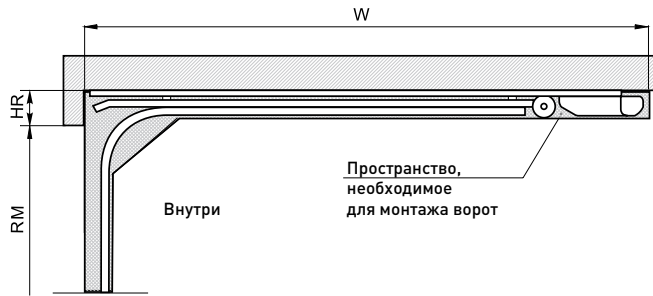 W
HR
Пространство,
необходимое
для монтажа ворот
Внутри
RM